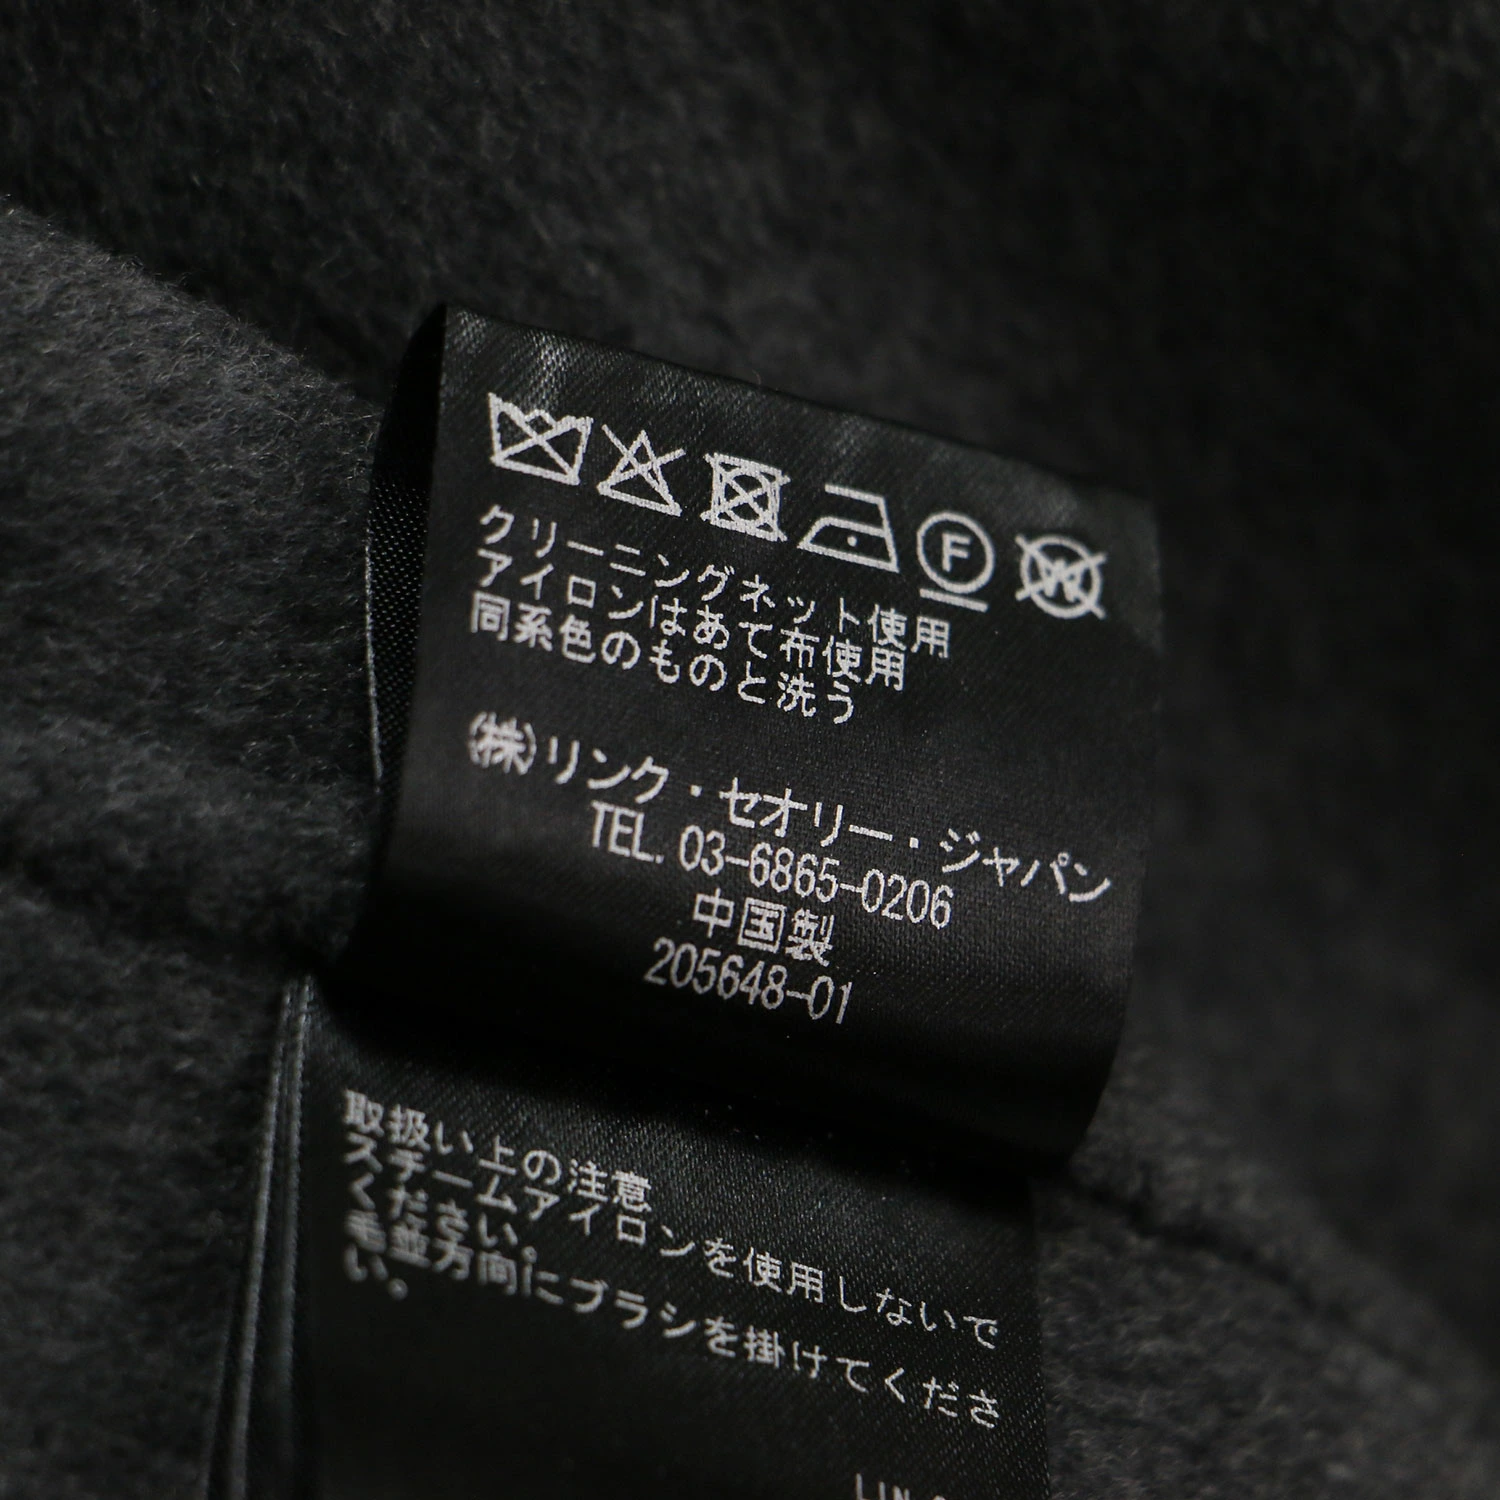 F
W
クリーニングネット使用
アイロンはあて布使用
同系色のものと洗う
(株)リンク・セオリー・ジャパン
TEL. 03-6865-0206
中国製
205648-01
取扱い上の注意
スチームアイロンを使用しないで
ください。
毛並方向にブラシを掛けてくださ
い。